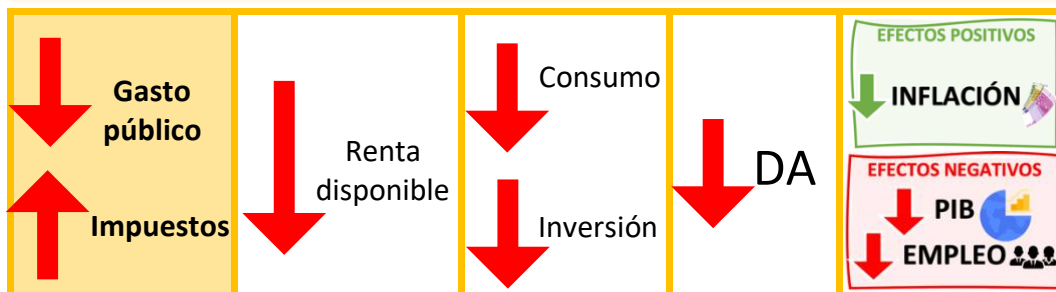 Gasto
público
Impuestos
Renta
disponible
Consumo
Inversión
DA
EFECTOS POSITIVOS
INFLACIÓN
EFECTOS NEGATIVOS
PIB
EMPLEO